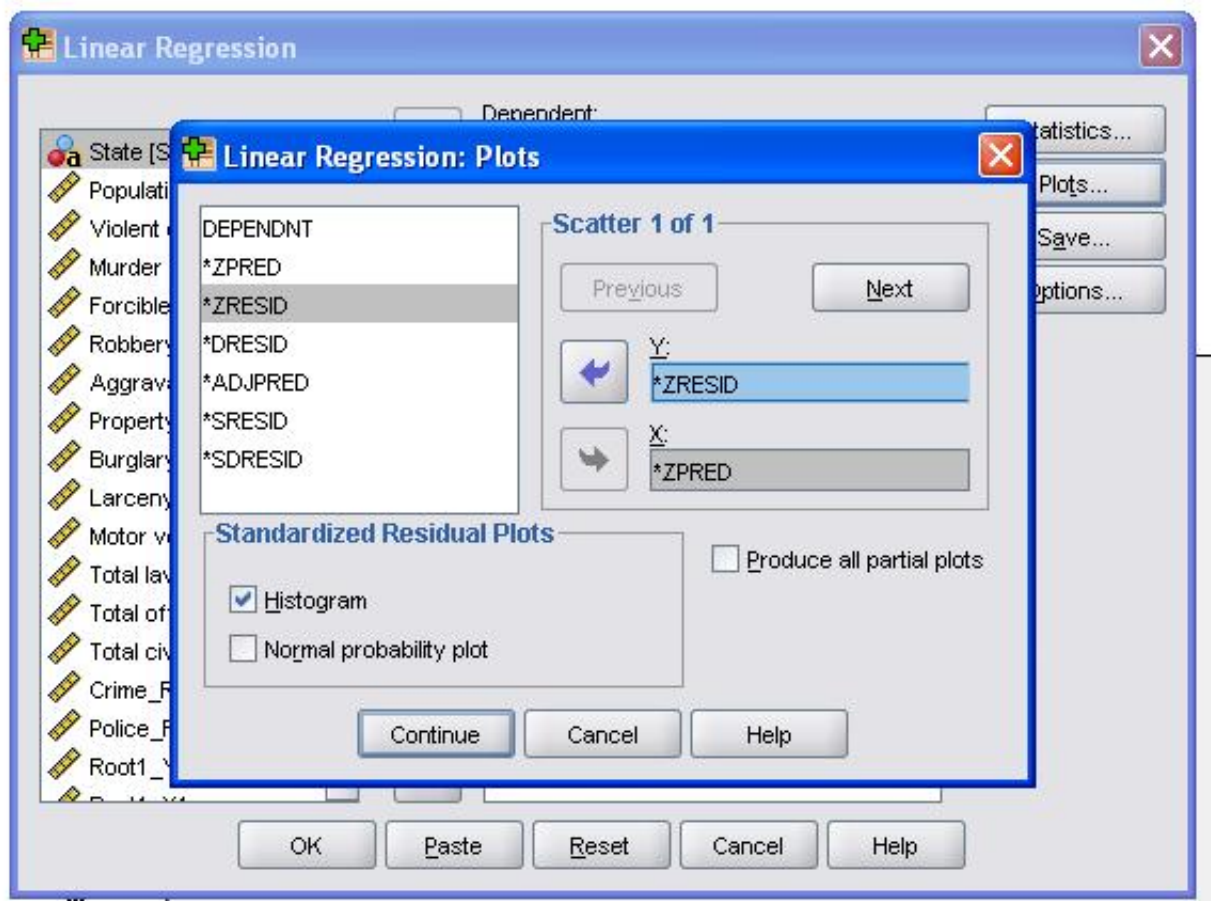 Linear Regression
Dependent:
State [S
Populati
Violent
Murder
Forcible
Robbery
Aggrava
Property
Burglary
Larceny
Motor v
Total law
Total of
Total civ
Crime_R
Police_R
Root1_Y
tatistics...
Plots...
Save...
Options...
Linear Regression: Plots
DEPENDNT
*ZPRED
*ZRESID
*DRESID
*ADJPRED
*SRESID
*SDRESID
Scatter 1 of 1
Previous
Next
Y:
*ZRESID
X:
*ZPRED
Standardized Residual Plots
Histogram
Normal probability plot
Produce all partial plots
Continue
Cancel
Help
OK
Paste
Reset
Cancel
Help